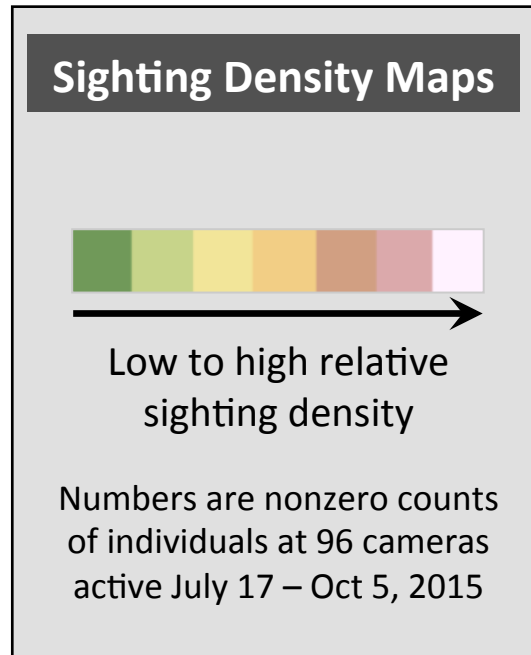 Sighting Density Maps
Low to high relative
sighting density
Numbers are nonzero counts
of individuals at 96 cameras
active July 17 – Oct 5, 2015